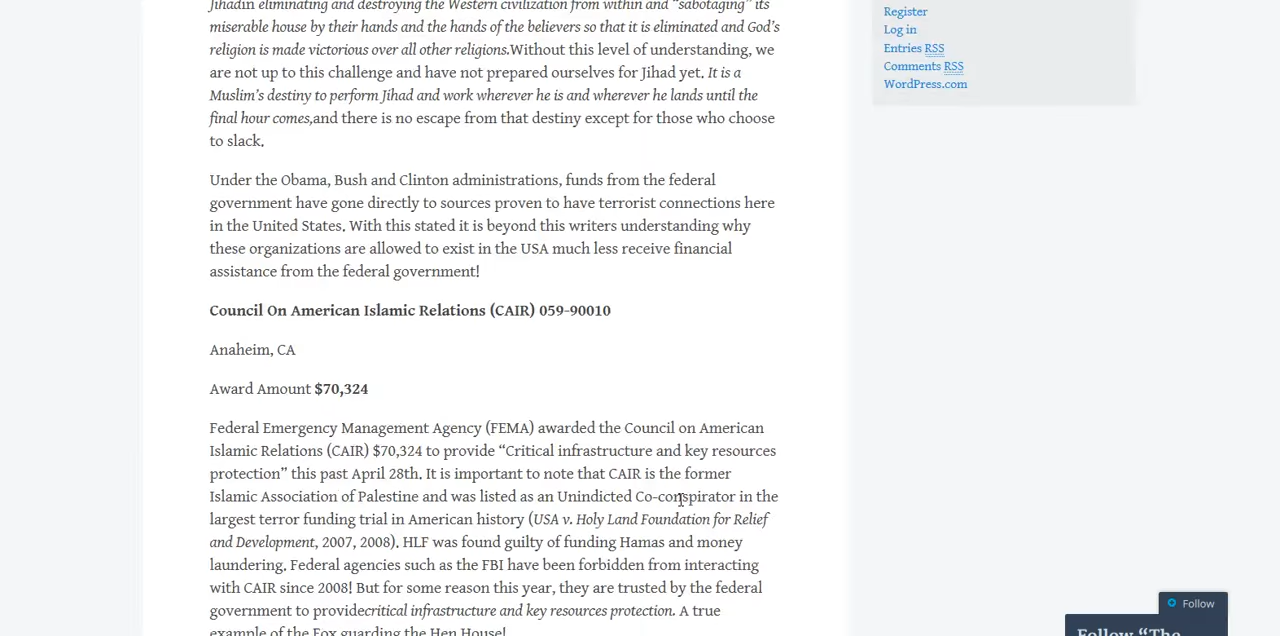 Jihadin eliminating and destroying the Western civilization from within and “sabotaging” its
miserable house by their hands and the hands of the believers so that it is eliminated and God’s
religion is made victorious over all other religions.Without this level of understanding, we
are not up to this challenge and have not prepared ourselves for Jihad yet. It is a
Muslim’s destiny to perform Jihad and work wherever he is and wherever he lands until the
final hour comes,and there is no escape from that destiny except for those who choose
to slack.
Under the Obama, Bush and Clinton administrations, funds from the federal
government have gone directly to sources proven to have terrorist connections here
in the United States. With this stated it is beyond this writers understanding why
these organizations are allowed to exist in the USA much less receive financial
assistance from the federal government!
Council On American Islamic Relations (CAIR) 059-90010
Anaheim, CA
Award Amount $70,324
Federal Emergency Management Agency (FEMA) awarded the Council on American
Islamic Relations (CAIR) $70,324 to provide “Critical infrastructure and key resources
protection” this past April 28th. It is important to note that CAIR is the former
Islamic Association of Palestine and was listed as an Unindicted Co-conspirator in the
largest terror funding trial in American history (USA v. Holy Land Foundation for Relief
and Development, 2007, 2008). HLF was found guilty of funding Hamas and money
laundering. Federal agencies such as the FBI have been forbidden from interacting
with CAIR since 2008! But for some reason this year, they are trusted by the federal
government to providecritical infrastructure and key resources protection. A true
example of the Fox guarding the Hen House!
Register
Log in
Entries RSS
Comments RSS
WordPress.com
Follow
Follow “The